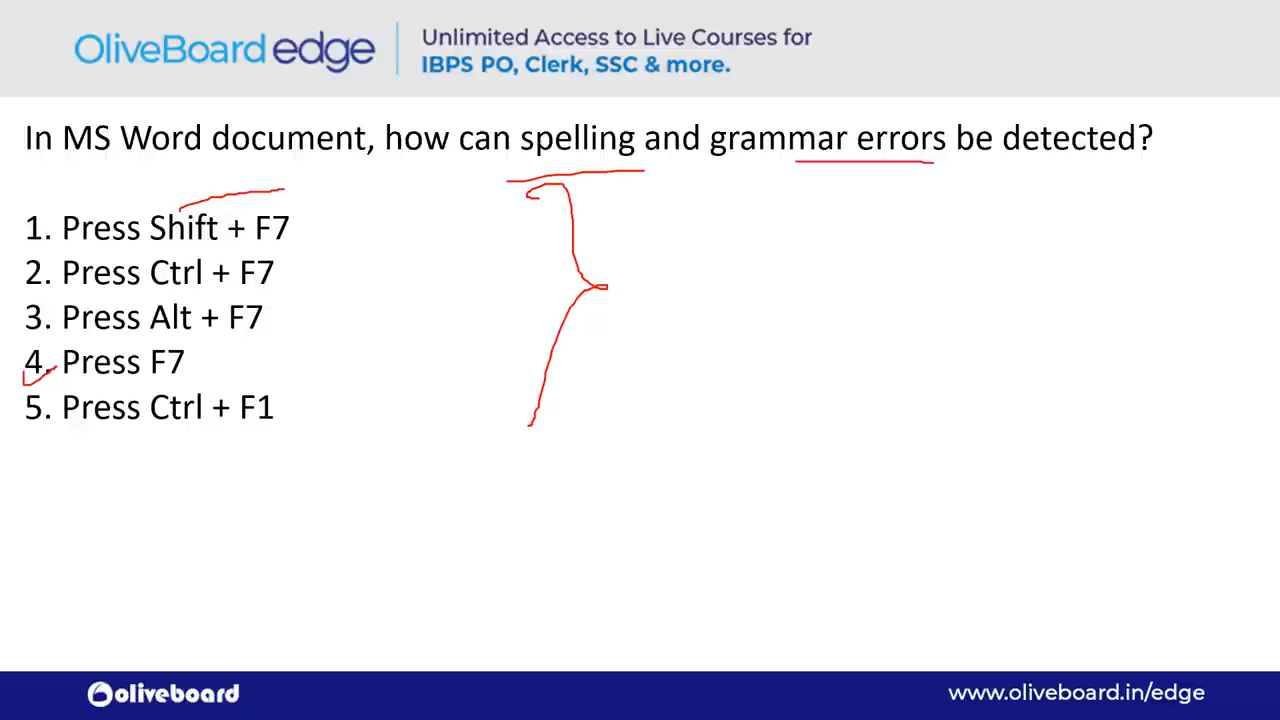 OliveBoard edge
Unlimited Access to Live Courses for
IBPS PO, Clerk, SSC & more.
In MS Word document, how can spelling and grammar errors be detected?
1. Press Shift + F7
2. Press Ctrl + F7
3. Press Alt + F7
4. Press F7
5. Press Ctrl + F1
oliveboard
www.oliveboard.in/edge